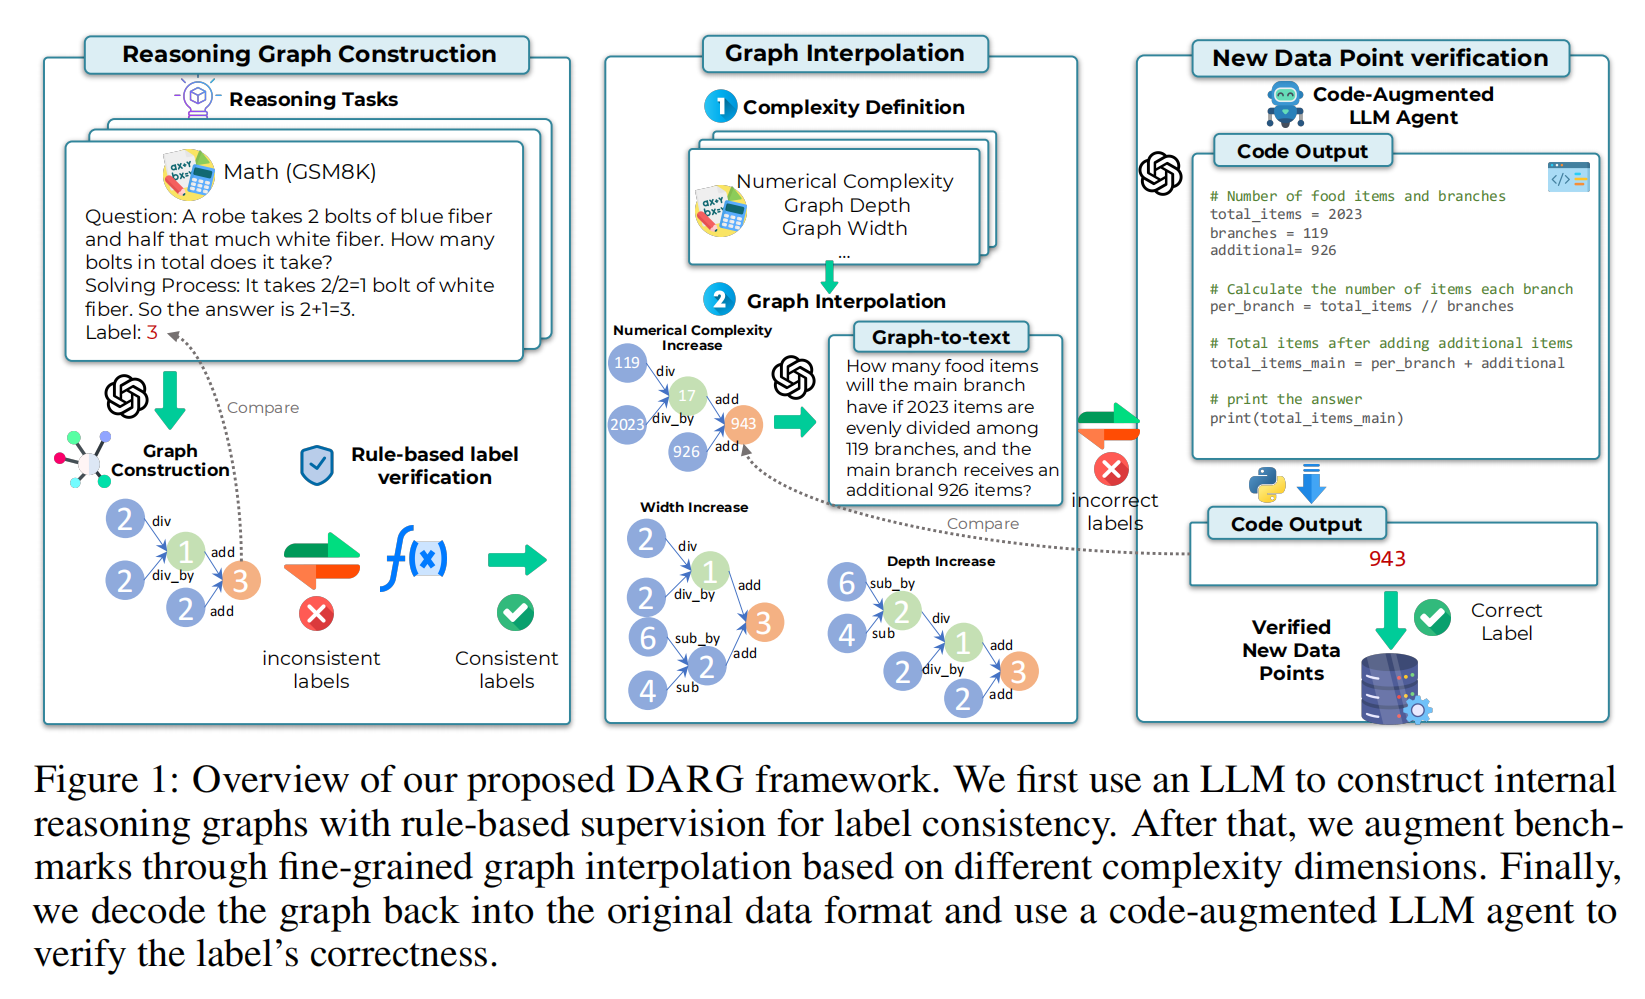 Reasoning Graph Construction
Reasoning Tasks
ax+Y
bx=
Math (GSM8K)
Question: A robe takes 2 bolts of blue fiber
and half that much white fiber. How many
bolts in total does it take?
Solving Process: It takes 2/2=1 bolt of white
fiber. So the answer is 2+1=3.
Label: 3
Compare
Graph
Construction
Rule-based label
verification
2
div
1
add
2
div_by
3
2
add
f(x)
inconsistent
labels
Consistent
labels
Graph Interpolation
1 Complexity Definition
ax+Y
bx=
Numerical Complexity
Graph Depth
Graph Width
...
2 Graph Interpolation
Numerical Complexity
Increase
119
div
17
add
2023
div_by
943
926
add
Graph-to-text
How many food items
will the main branch
have if 2023 items are
evenly divided among
119 branches, and the
main branch receives an
additional 926 items?
Compare
Width Increase
2
div
1
add
2
div_by
3
6
sub_by
2
add
4
sub
Depth Increase
6
sub_by
2
div
4
sub
1
add
2
div_by
3
2
add
incorrect
labels
New Data Point verification
Code-Augmented
LLM Agent
Code Output
</>
# Number of food items and branches
total_items = 2023
branches = 119
additional= 926
# Calculate the number of items each branch
per_branch = total_items // branches
# Total items after adding additional items
total_items_main = per_branch + additional
# print the answer
print(total_items_main)
Code Output
943
Correct
Label
Verified
New Data
Points
Figure 1: Overview of our proposed DARG framework. We first use an LLM to construct internal
reasoning graphs with rule-based supervision for label consistency. After that, we augment bench-
marks through fine-grained graph interpolation based on different complexity dimensions. Finally,
we decode the graph back into the original data format and use a code-augmented LLM agent to
verify the label's correctness.